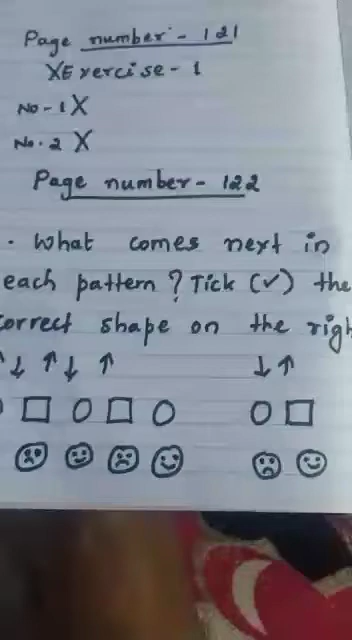 Page number - 121
XExercise - 1
No - 1 X
No. 2 X
Page number - 122
. What comes next in
each pattern? Tick (✓) the
correct shape on the righ
↑↓ ↑↓ ↑ ↓↑
○ □ ○ □ ○ ○ □
☹ ☺ ☹ ☺ ☹ ☺